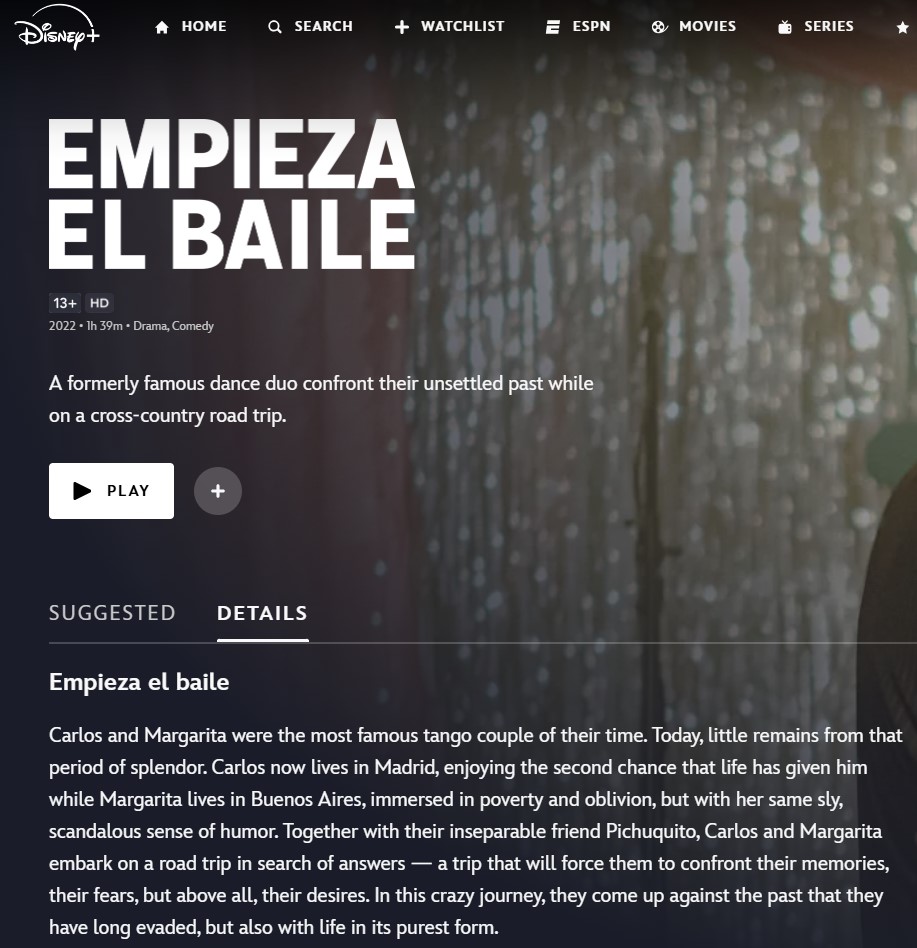 Disney+
HOME
SEARCH
WATCHLIST
ESPN
MOVIES
SERIES
EMPIEZA
EL BAILE
13+ HD
2022 • 1h 39m • Drama, Comedy
A formerly famous dance duo confront their unsettled past while
on a cross-country road trip.
PLAY
SUGGESTED
DETAILS
Empieza el baile
Carlos and Margarita were the most famous tango couple of their time. Today, little remains from that
period of splendor. Carlos now lives in Madrid, enjoying the second chance that life has given him
while Margarita lives in Buenos Aires, immersed in poverty and oblivion, but with her same sly,
scandalous sense of humor. Together with their inseparable friend Pichuquito, Carlos and Margarita
embark on a road trip in search of answers — a trip that will force them to confront their memories,
their fears, but above all, their desires. In this crazy journey, they come up against the past that they
have long evaded, but also with life in its purest form.